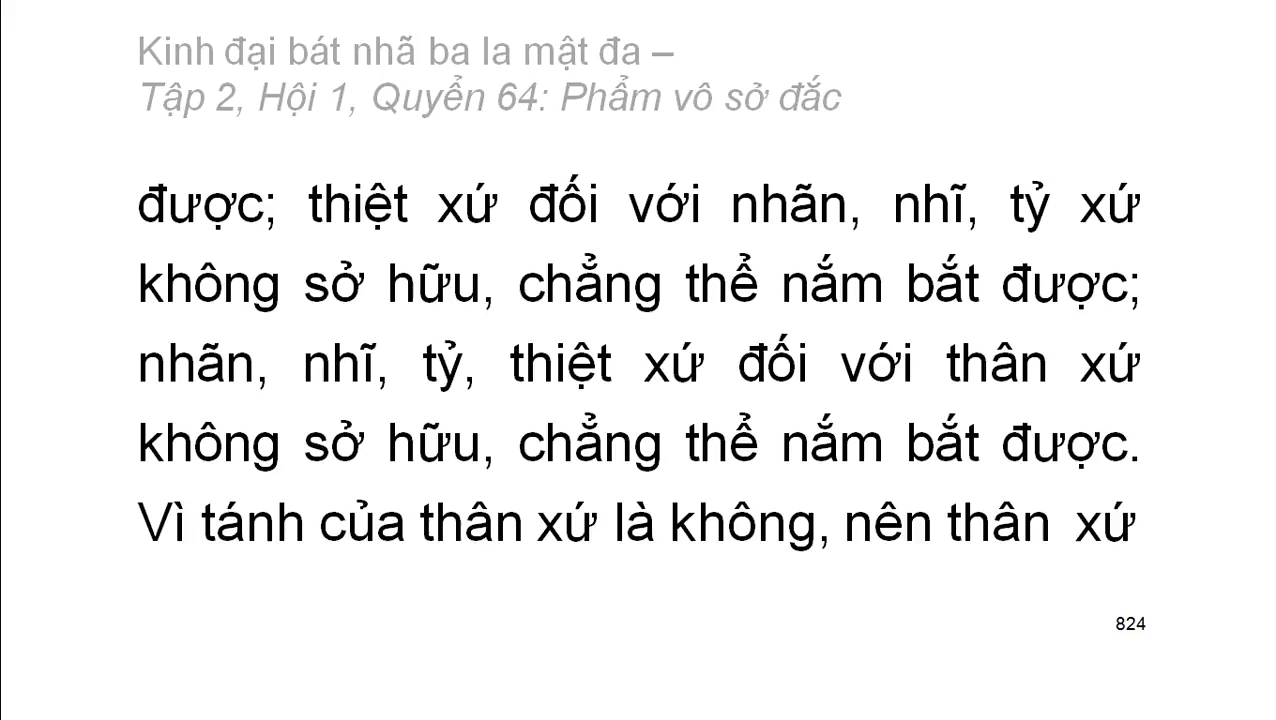 Kinh đại bát nhã ba la mật đa –
Tập 2, Hội 1, Quyển 64: Phẩm vô sở đắc
được; thiệt xứ đối với nhãn, nhĩ, tỷ xứ
không sở hữu, chẳng thể nắm bắt được;
nhãn, nhĩ, tỷ, thiệt xứ đối với thân xứ
không sở hữu, chẳng thể nắm bắt được.
Vì tánh của thân xứ là không, nên thân xứ
824